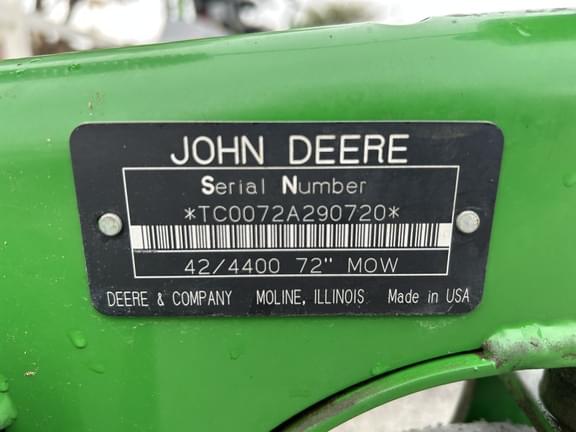 JOHN DEERE
Serial Number
*TC0072A290720*
42/4400 72" MOW
DEERE & COMPANY MOLINE, ILLINOIS Made in USA